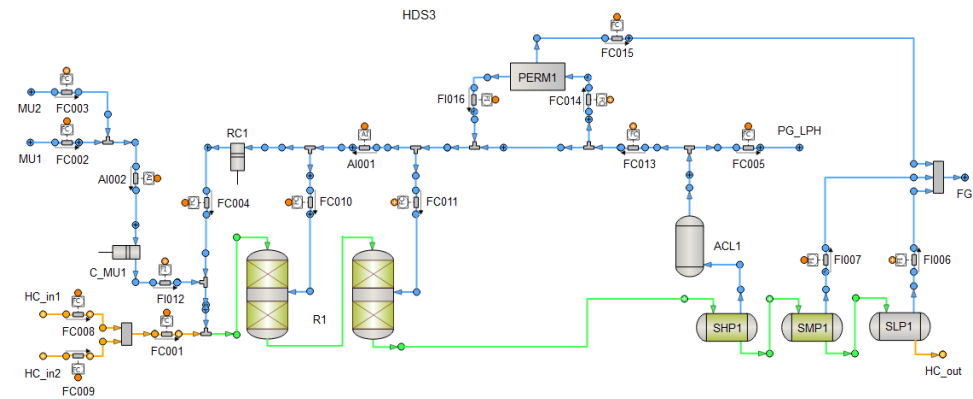 HDS3
FC015
PERM1
MU2
FC003
FI016
FC014
RC1
PG_LPH
MU1
FC002
AI001
FC013
FC005
AI002
FC004
FC010
FC011
FG
C_MU1
ACL1
FI007
FI006
FI012
HC_in1
FC008
R1
SHP1
SMP1
SLP1
FC001
HC_in2
HC_out
FC009